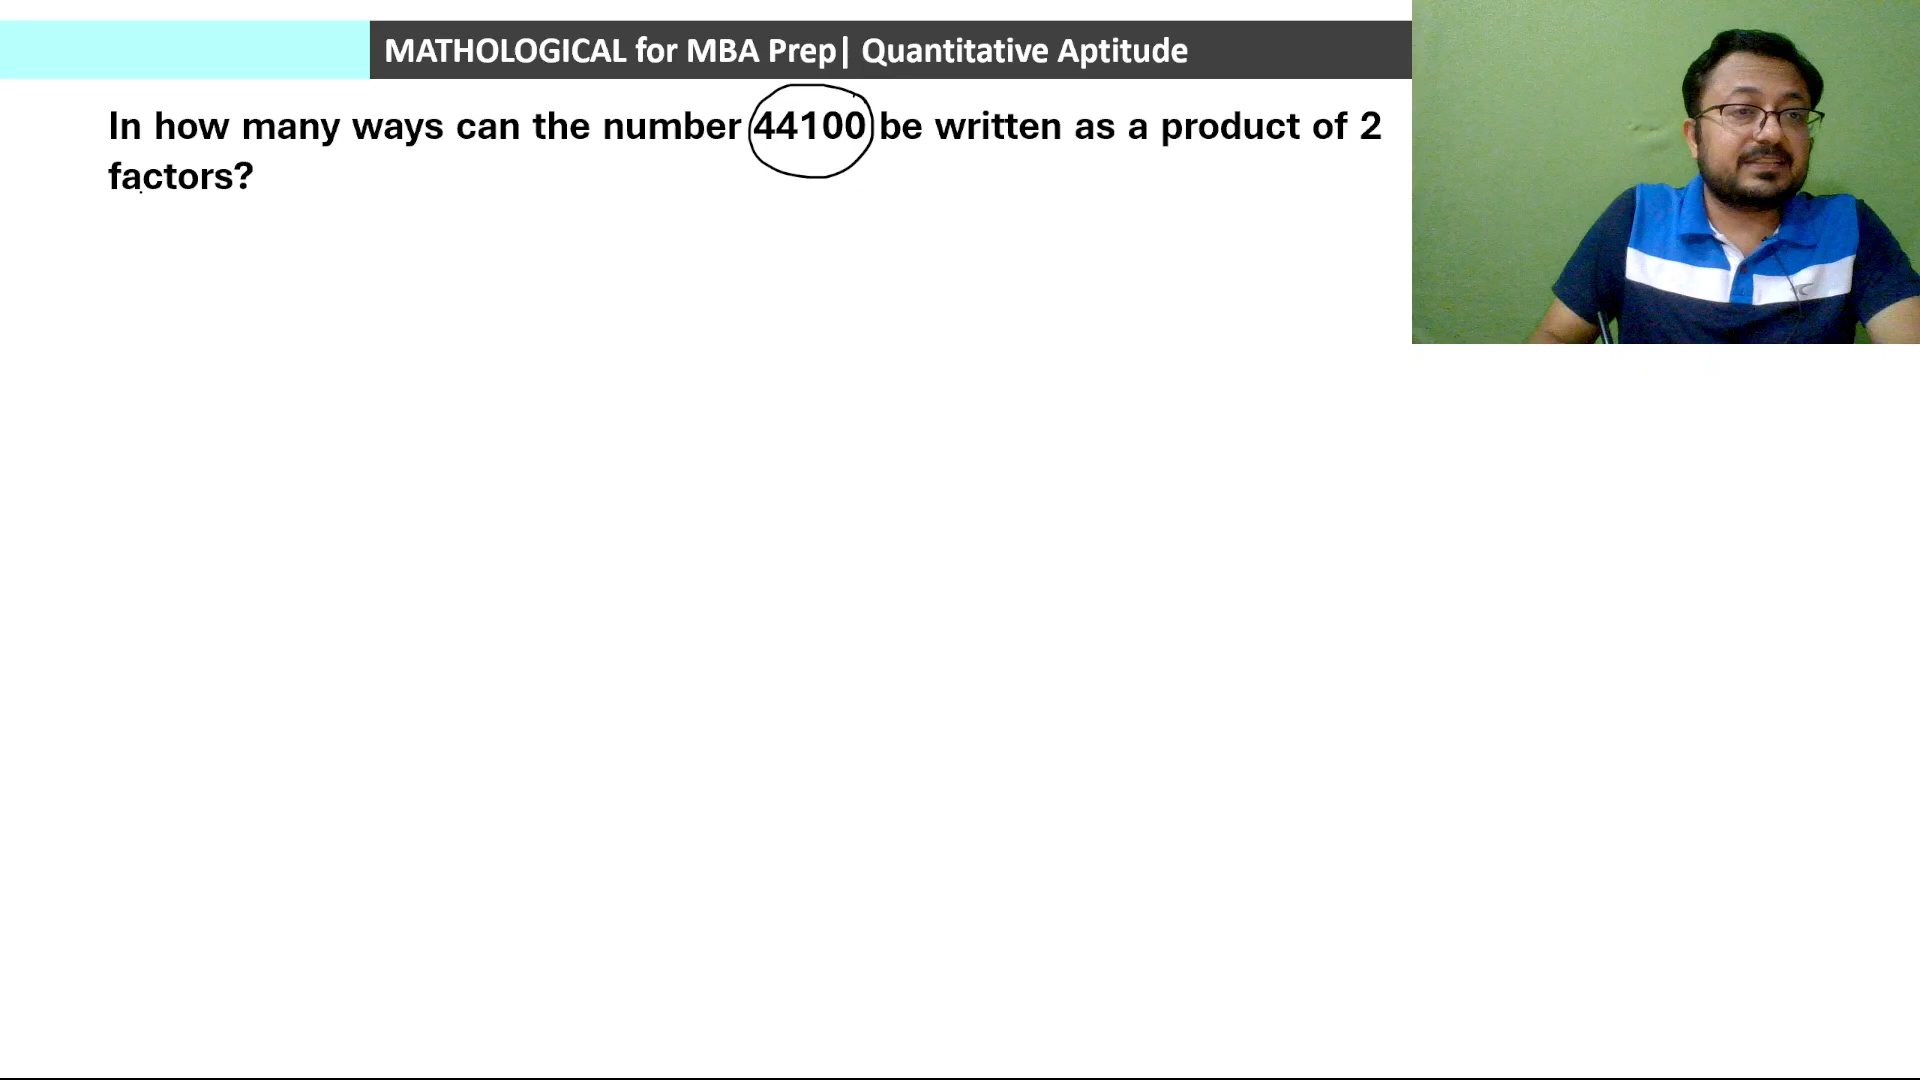 MATHOLOGICAL for MBA Prep| Quantitative Aptitude
In how many ways can the number 44100 be written as a product of 2
factors?